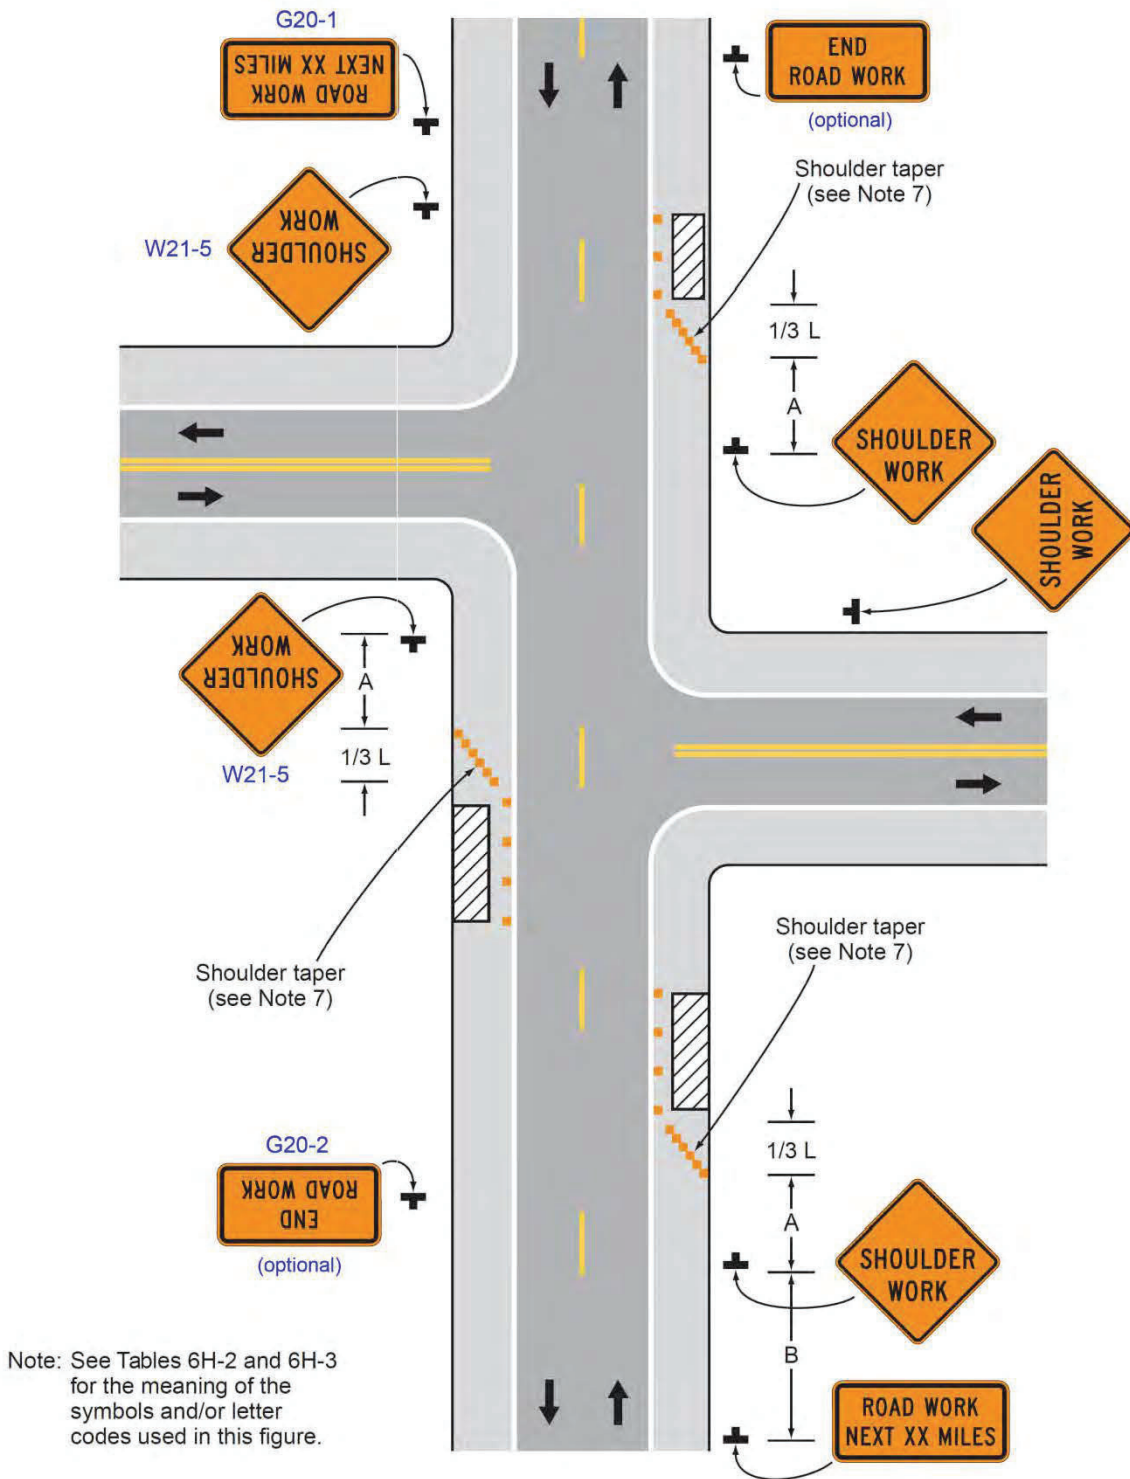 G20-1
ROAD WORK
NEXT XX MILES
END
ROAD WORK
(optional)
Shoulder taper
(see Note 7)
W21-5
SHOULDER
WORK
1/3 L
A
SHOULDER
WORK
SHOULDER
WORK
SHOULDER
WORK
A
1/3 L
W21-5
Shoulder taper
(see Note 7)
Shoulder taper
(see Note 7)
G20-2
END
ROAD WORK
(optional)
1/3 L
A
SHOULDER
WORK
B
ROAD WORK
NEXT XX MILES
Note: See Tables 6H-2 and 6H-3
for the meaning of the
symbols and/or letter
codes used in this figure.